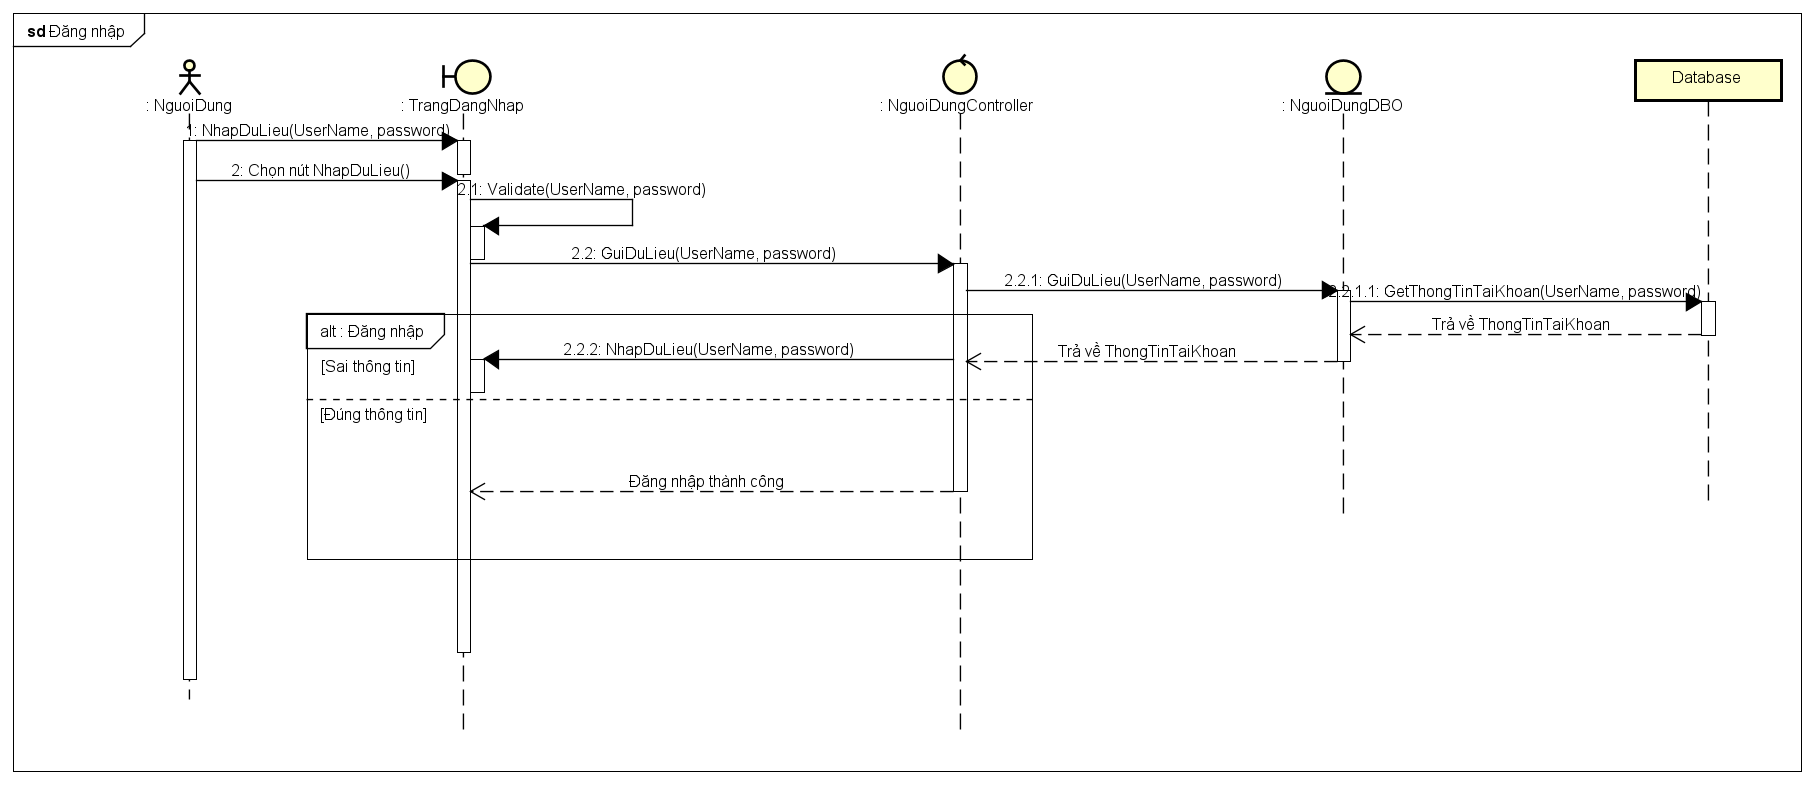 sd Đăng nhập
: NguoiDung
: TrangDangNhap
: NguoiDungController
: NguoiDungDBO
Database
1: NhapDuLieu(UserName, password)
2: Chọn nút NhapDuLieu()
2.1: Validate(UserName, password)
2.2: GuiDuLieu(UserName, password)
2.2.1: GuiDuLieu(UserName, password)
2.2.1.1: GetThongTinTaiKhoan(UserName, password)
Trả về ThongTinTaiKhoan
alt : Đăng nhập
2.2.2: NhapDuLieu(UserName, password)
Trả về ThongTinTaiKhoan
[Sai thông tin]
[Đúng thông tin]
Đăng nhập thành công